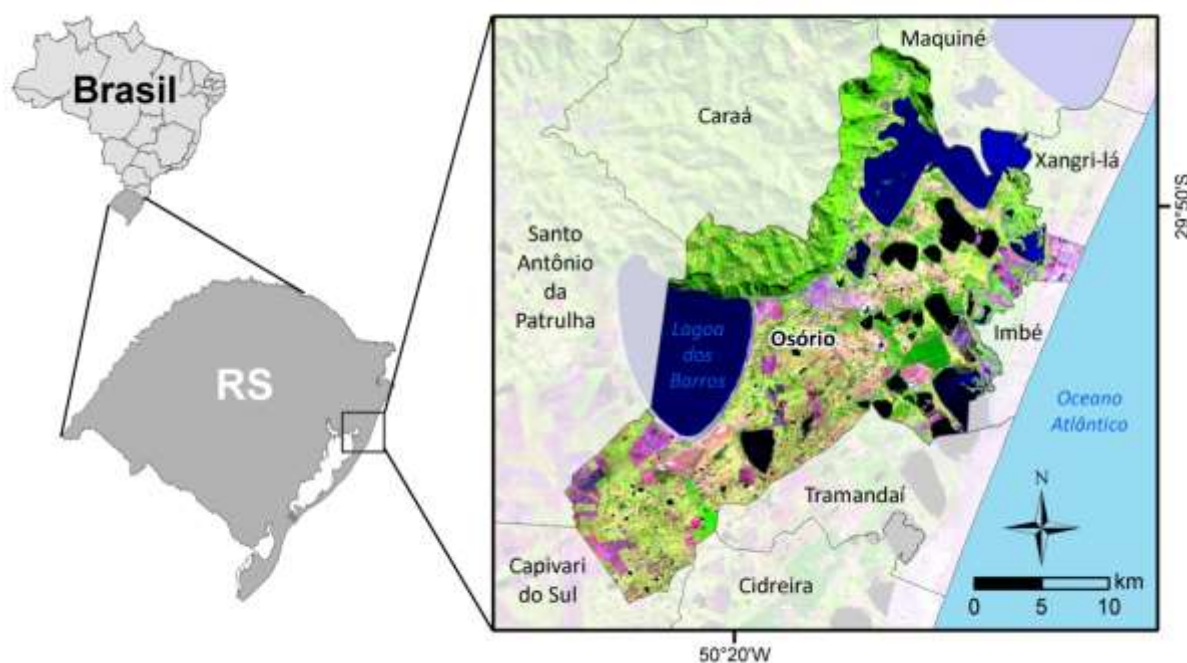 Brasil
RS
Maquiné
Caraá
Xangri-lá
Santo
Antônio
da
Patrulha
Lagoa
dos
Barros
Osório
Imbé
Oceano
Atlântico
Tramandaí
Capivari
do Sul
Cidreira
N
km
0 5 10
29°50'S
50°20'W